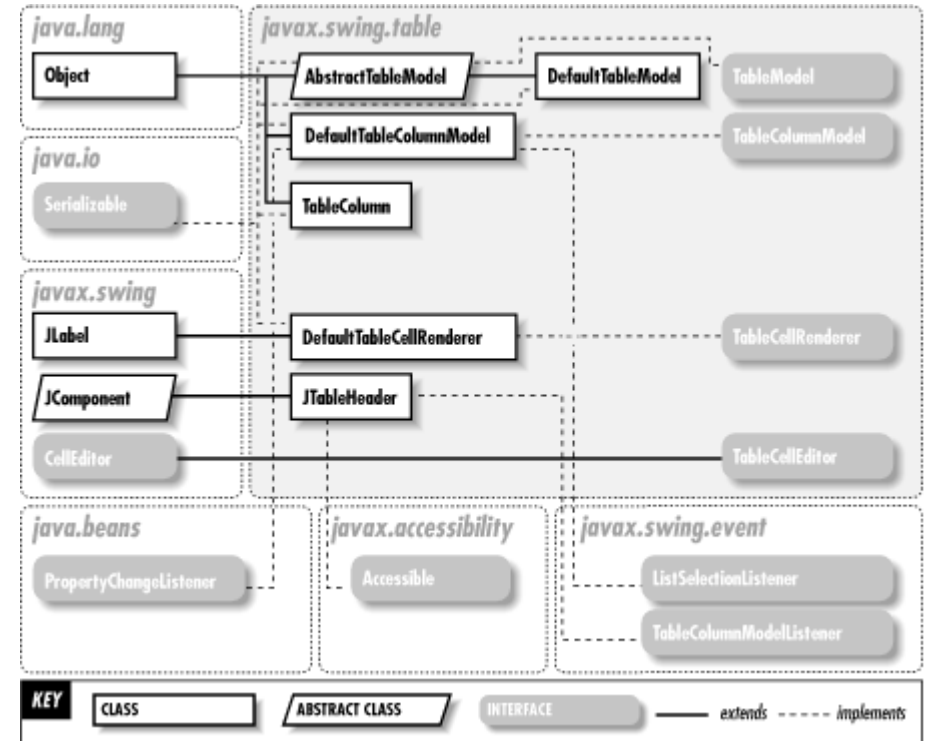 java.lang
Object
javax.swing.table
AbstractTableModel
DefaultTableModel
TableModel
DefaultTableColumnModel
TableColumnModel
TableColumn
java.io
Serializable
javax.swing
JLabel
DefaultTableCellRenderer
TableCellRenderer
JComponent
JTableHeader
CellEditor
TableCellEditor
java.beans
PropertyChangeListener
javax.accessibility
Accessible
javax.swing.event
ListSelectionListener
TableColumnModelListener
KEY
CLASS
ABSTRACT CLASS
INTERFACE
extends
implements